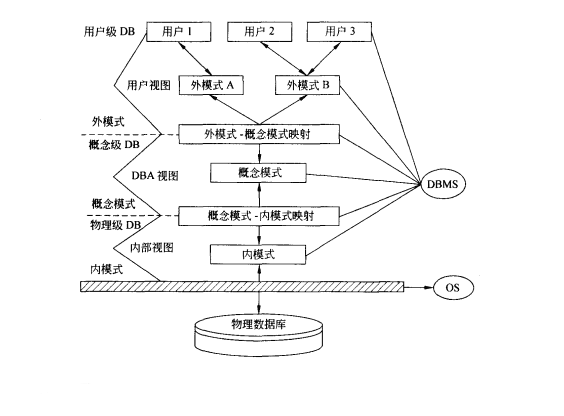 用户级 DB
用户 1
用户 2
用户 3
用户视图
外模式 A
外模式 B
外模式
外模式 - 概念模式映射
概念级 DB
DBA 视图
概念模式
DBMS
概念模式
概念模式 - 内模式映射
物理级 DB
内部视图
内模式
内模式
OS
物理数据库